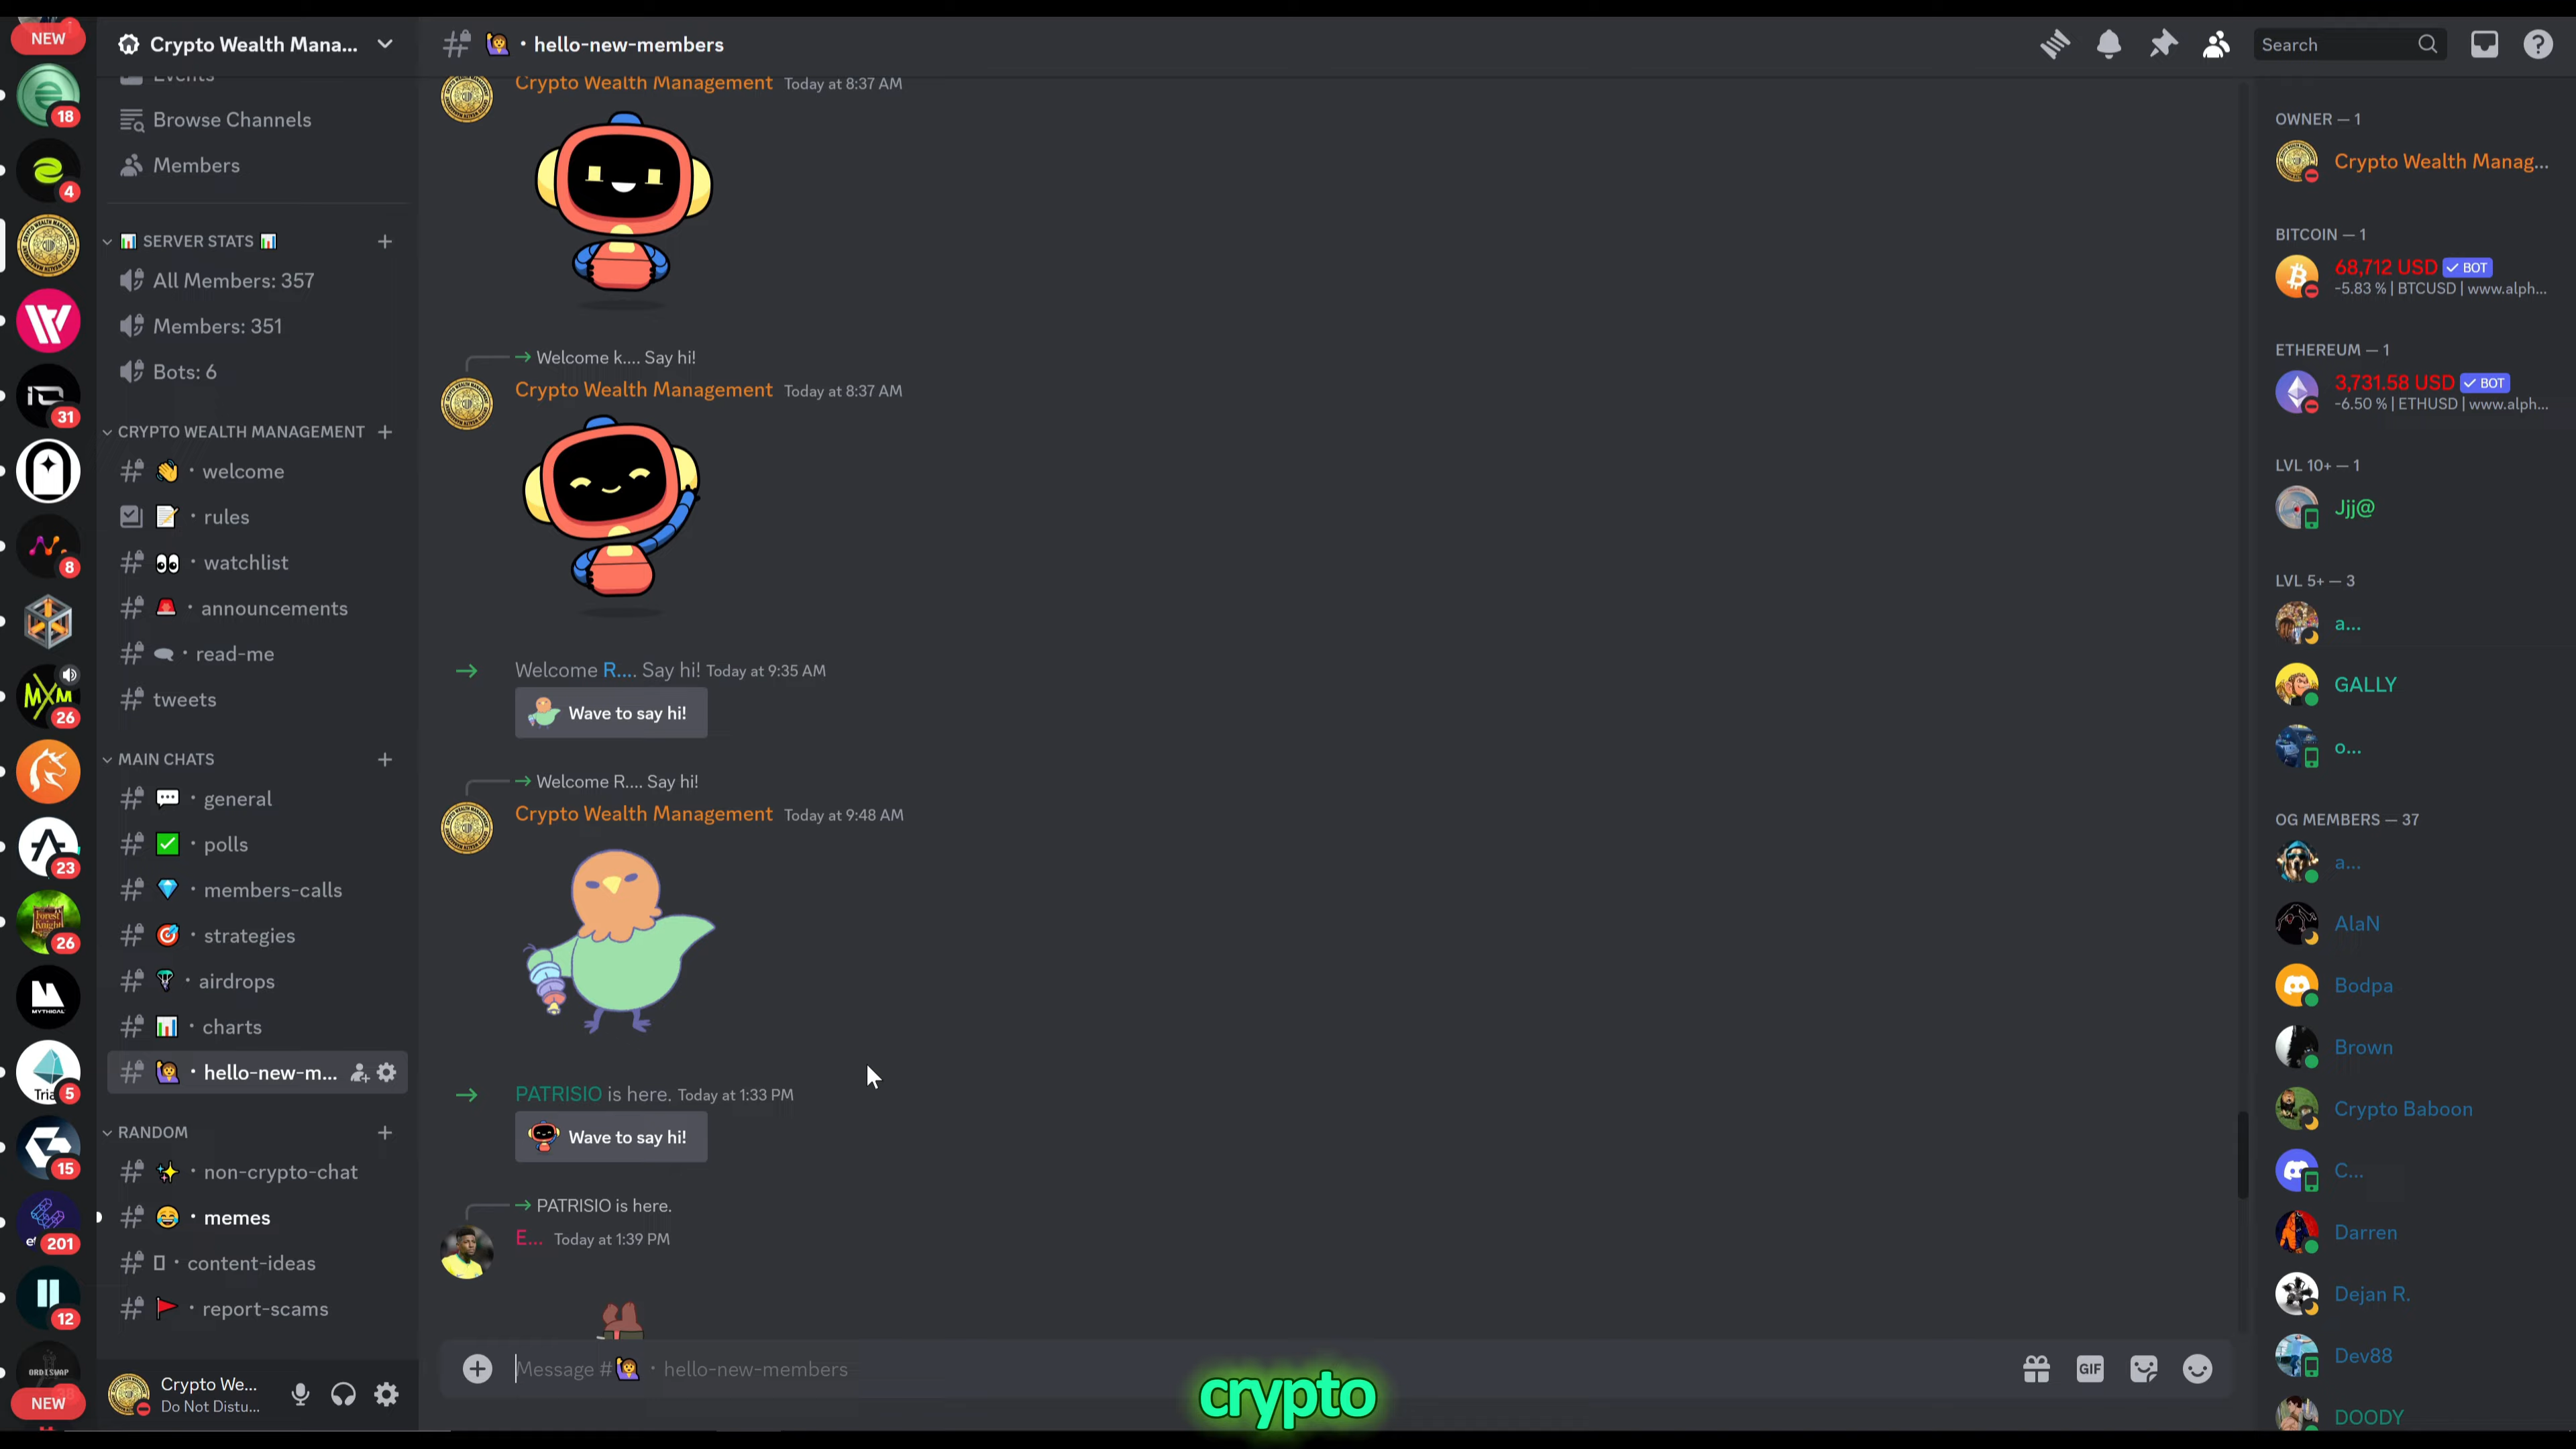 NEW
18
4
31
8
26
MYTHICAL
23
26
5
15
201
12
ORDISWAP
NEW
Crypto Wealth Mana...
Events
Browse Channels
Members
SERVER STATS
All Members: 357
Members: 351
Bots: 6
CRYPTO WEALTH MANAGEMENT
welcome
rules
watchlist
announcements
read-me
tweets
MAIN CHATS
general
polls
members-calls
strategies
airdrops
charts
hello-new-m...
RANDOM
non-crypto-chat
memes
content-ideas
report-scams
Crypto We...
Do Not Distu...
hello-new-members
Search
Crypto Wealth Management Today at 8:37 AM
Welcome k.... Say hi!
Crypto Wealth Management Today at 8:37 AM
Welcome R.... Say hi! Today at 9:35 AM
Wave to say hi!
Welcome R.... Say hi!
Crypto Wealth Management Today at 9:48 AM
PATRISIO is here. Today at 1:33 PM
Wave to say hi!
PATRISIO is here.
E... Today at 1:39 PM
Message # • hello-new-members
GIF
crypto
OWNER — 1
Crypto Wealth Manag...
BITCOIN — 1
68,712 USD ✓ BOT
-5.83 % | BTCUSD | www.alph...
ETHEREUM — 1
3,731.58 USD ✓ BOT
-6.50 % | ETHUSD | www.alph...
LVL 10+ — 1
Jjj@
LVL 5+ — 3
a...
GALLY
o...
OG MEMBERS — 37
a...
AlaN
Bodpa
Brown
Crypto Baboon
C...
Darren
Dejan R.
Dev88
DOODY